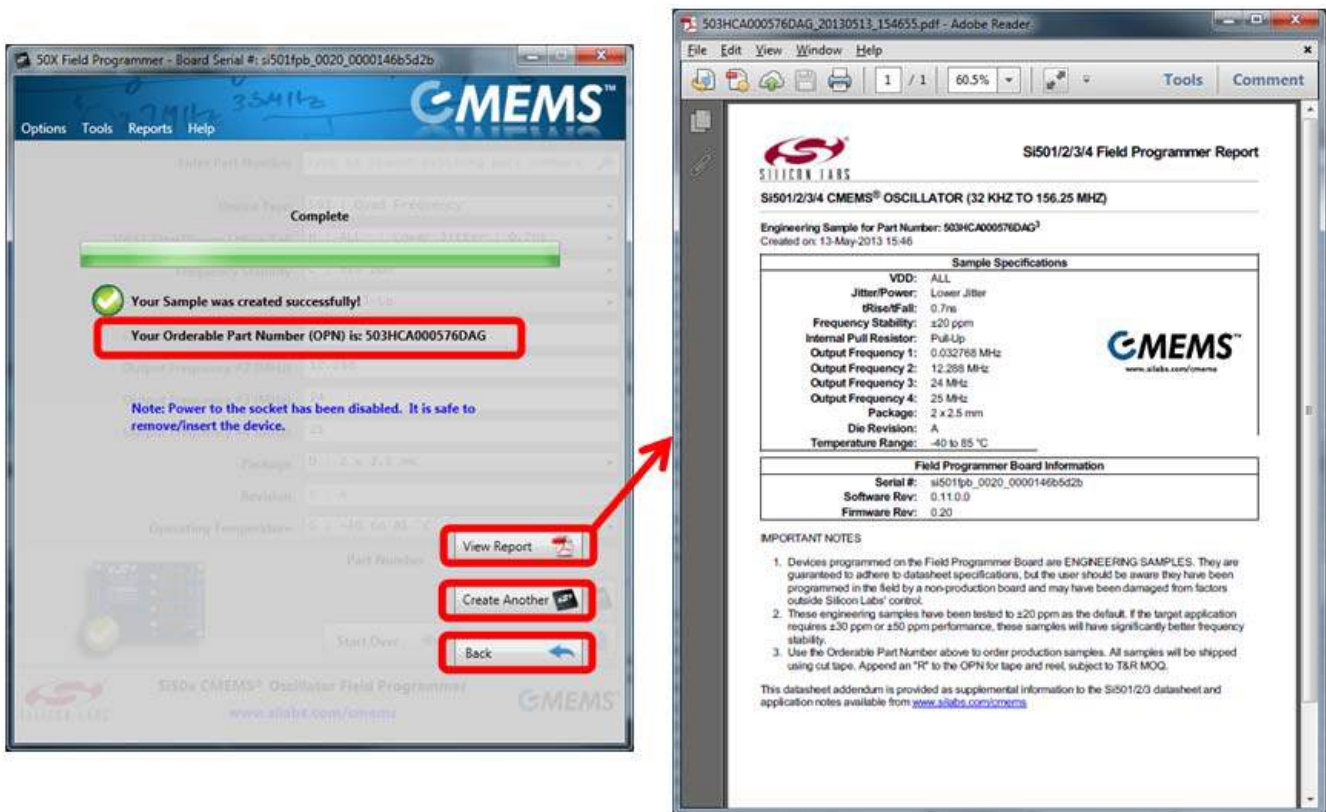 50X Field Programmer - Board Serial #: si501fpb_0020_0000146b5d2b
35MHz
CMEMS™
Options Tools Reports Help
Enter Part Number
Complete
Your Sample was created successfully!
Your Orderable Part Number (OPN) is: 503HCA000576DAG
Note: Power to the socket has been disabled. It is safe to
remove/insert the device.
Package
Revision
Operating Temperature
Part Number
View Report
Create Another
Start Over
Back
Si50x CMEMS® Oscillator Field Programmer
SILICON LABS
www.silabs.com/cmems
CMEMS
503HCA000576DAG_20130513_154655.pdf - Adobe Reader
File Edit View Window Help
1 / 1 60.5% Tools Comment
SILICON LABS
Si501/2/3/4 Field Programmer Report
Si501/2/3/4 CMEMS® OSCILLATOR (32 KHZ TO 156.25 MHZ)
Engineering Sample for Part Number: 503HCA000576DAG3
Created on: 13-May-2013 15:46
Sample Specifications
VDD: ALL
Jitter/Power: Lower Jitter
tRise/tFall: 0.7ns
Frequency Stability: ±20 ppm
Internal Pull Resistor: Pull-Up
Output Frequency 1: 0.032768 MHz
Output Frequency 2: 12.288 MHz
Output Frequency 3: 24 MHz
Output Frequency 4: 25 MHz
Package: 2 x 2.5 mm
Die Revision: A
Temperature Range: -40 to 85 °C
CMEMS™
www.silabs.com/cmems
Field Programmer Board Information
Serial #: si501fpb_0020_0000146b5d2b
Software Rev: 0.11.0.0
Firmware Rev: 0.20
IMPORTANT NOTES
1. Devices programmed on the Field Programmer Board are ENGINEERING SAMPLES. They are
guaranteed to adhere to datasheet specifications, but the user should be aware they have been
programmed in the field by a non-production board and may have been damaged from factors
outside Silicon Labs' control.
2. These engineering samples have been tested to ±20 ppm as the default. If the target application
requires ±30 ppm or ±50 ppm performance, these samples will have significantly better frequency
stability.
3. Use the Orderable Part Number above to order production samples. All samples will be shipped
using cut tape. Append an "R" to the OPN for tape and reel, subject to T&R MOQ.
This datasheet addendum is provided as supplemental information to the Si501/2/3 datasheet and
application notes available from www.silabs.com/cmems